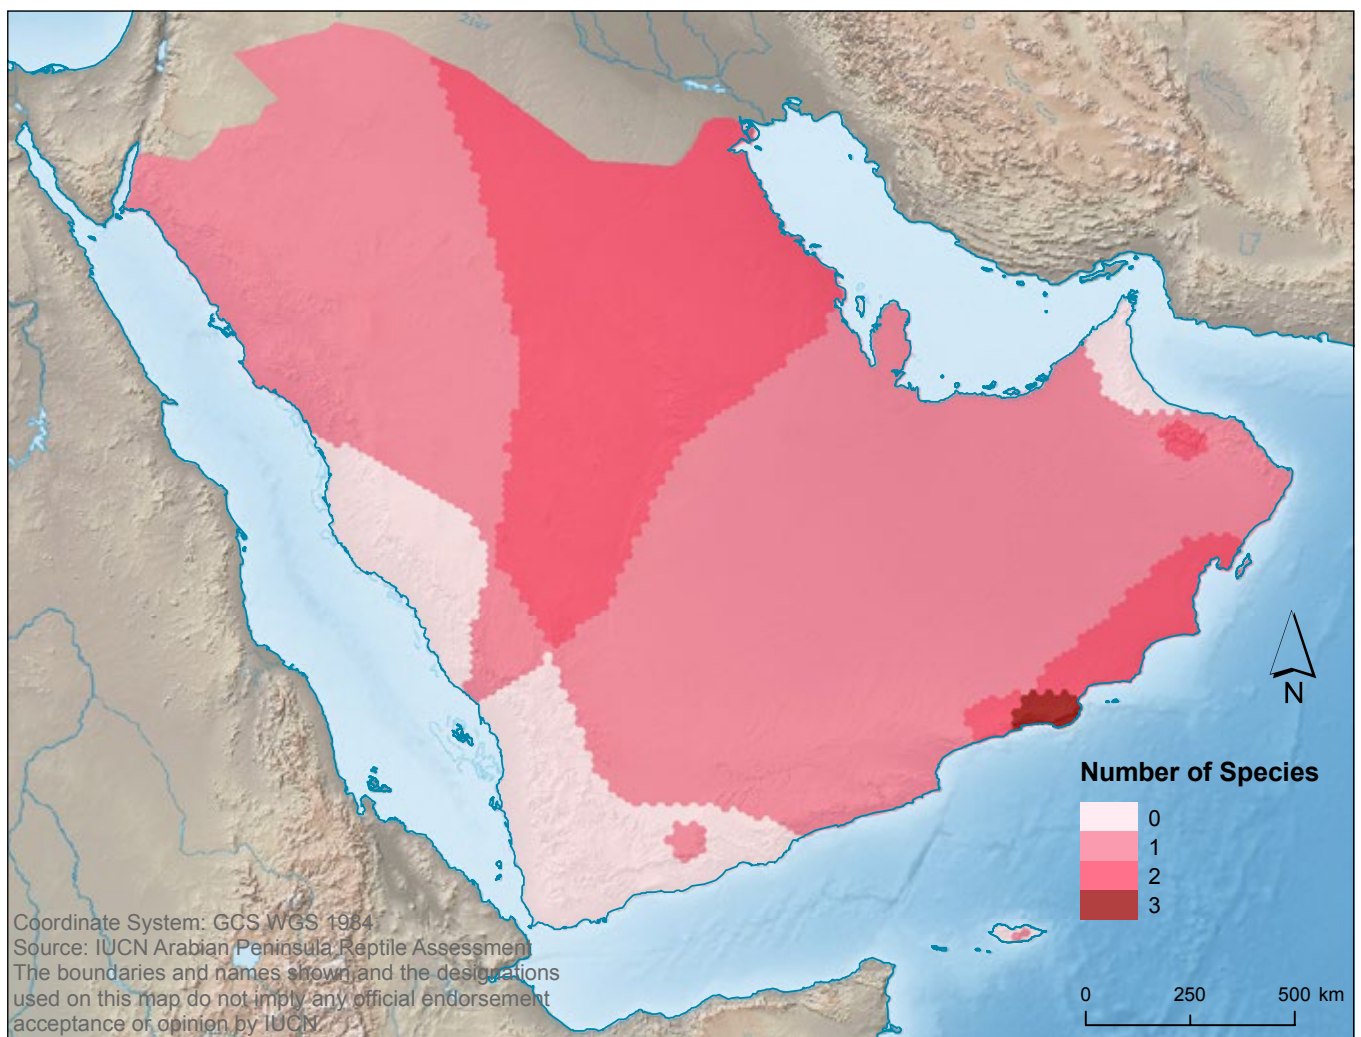 N
Number of Species
0
1
2
3
Coordinate System: GCS WGS 1984
Source: IUCN Arabian Peninsula Reptile Assessment
The boundaries and names shown and the designations
used on this map do not imply any official endorsement
acceptance or opinion by IUCN.
0 250 500 km